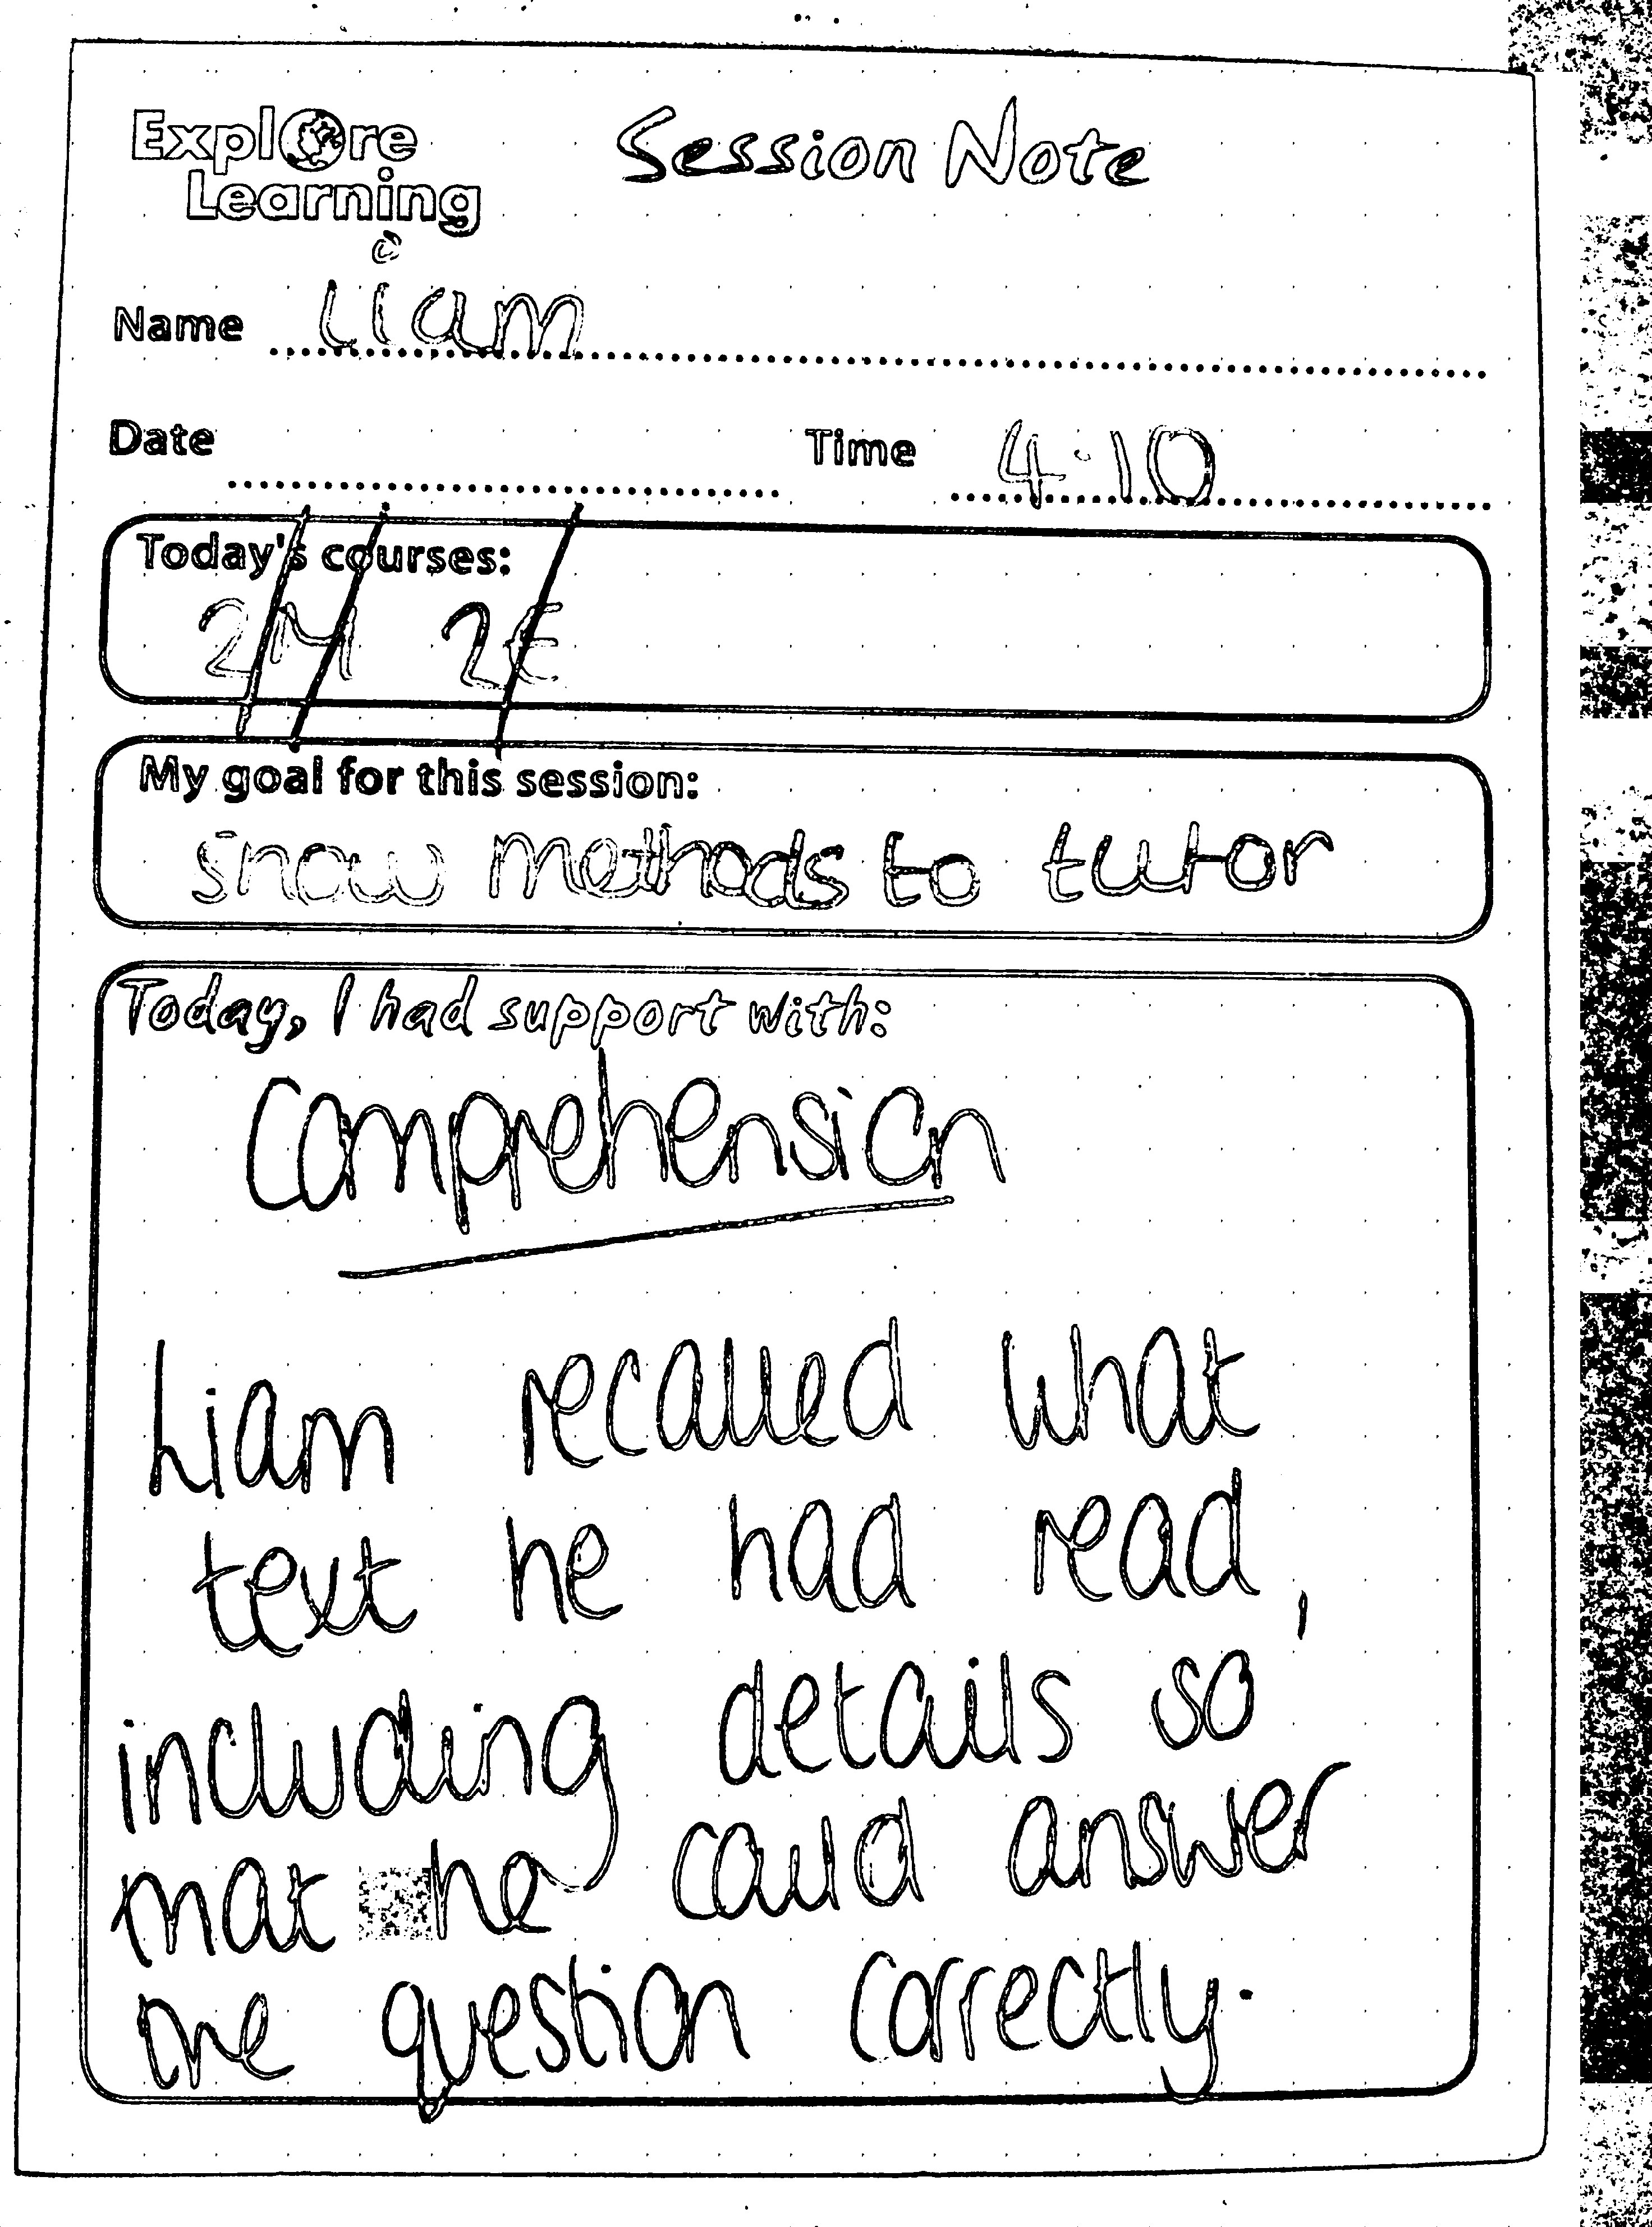 Explore Learning
Session Note
Name Liam
Date
Time 4.10
Today's courses:
2M 2E
My goal for this session:
show methods to tutor
Today, I had support with:
Comprehension
Liam recalled what
text he had read,
including details so
that he could answer
the question correctly.